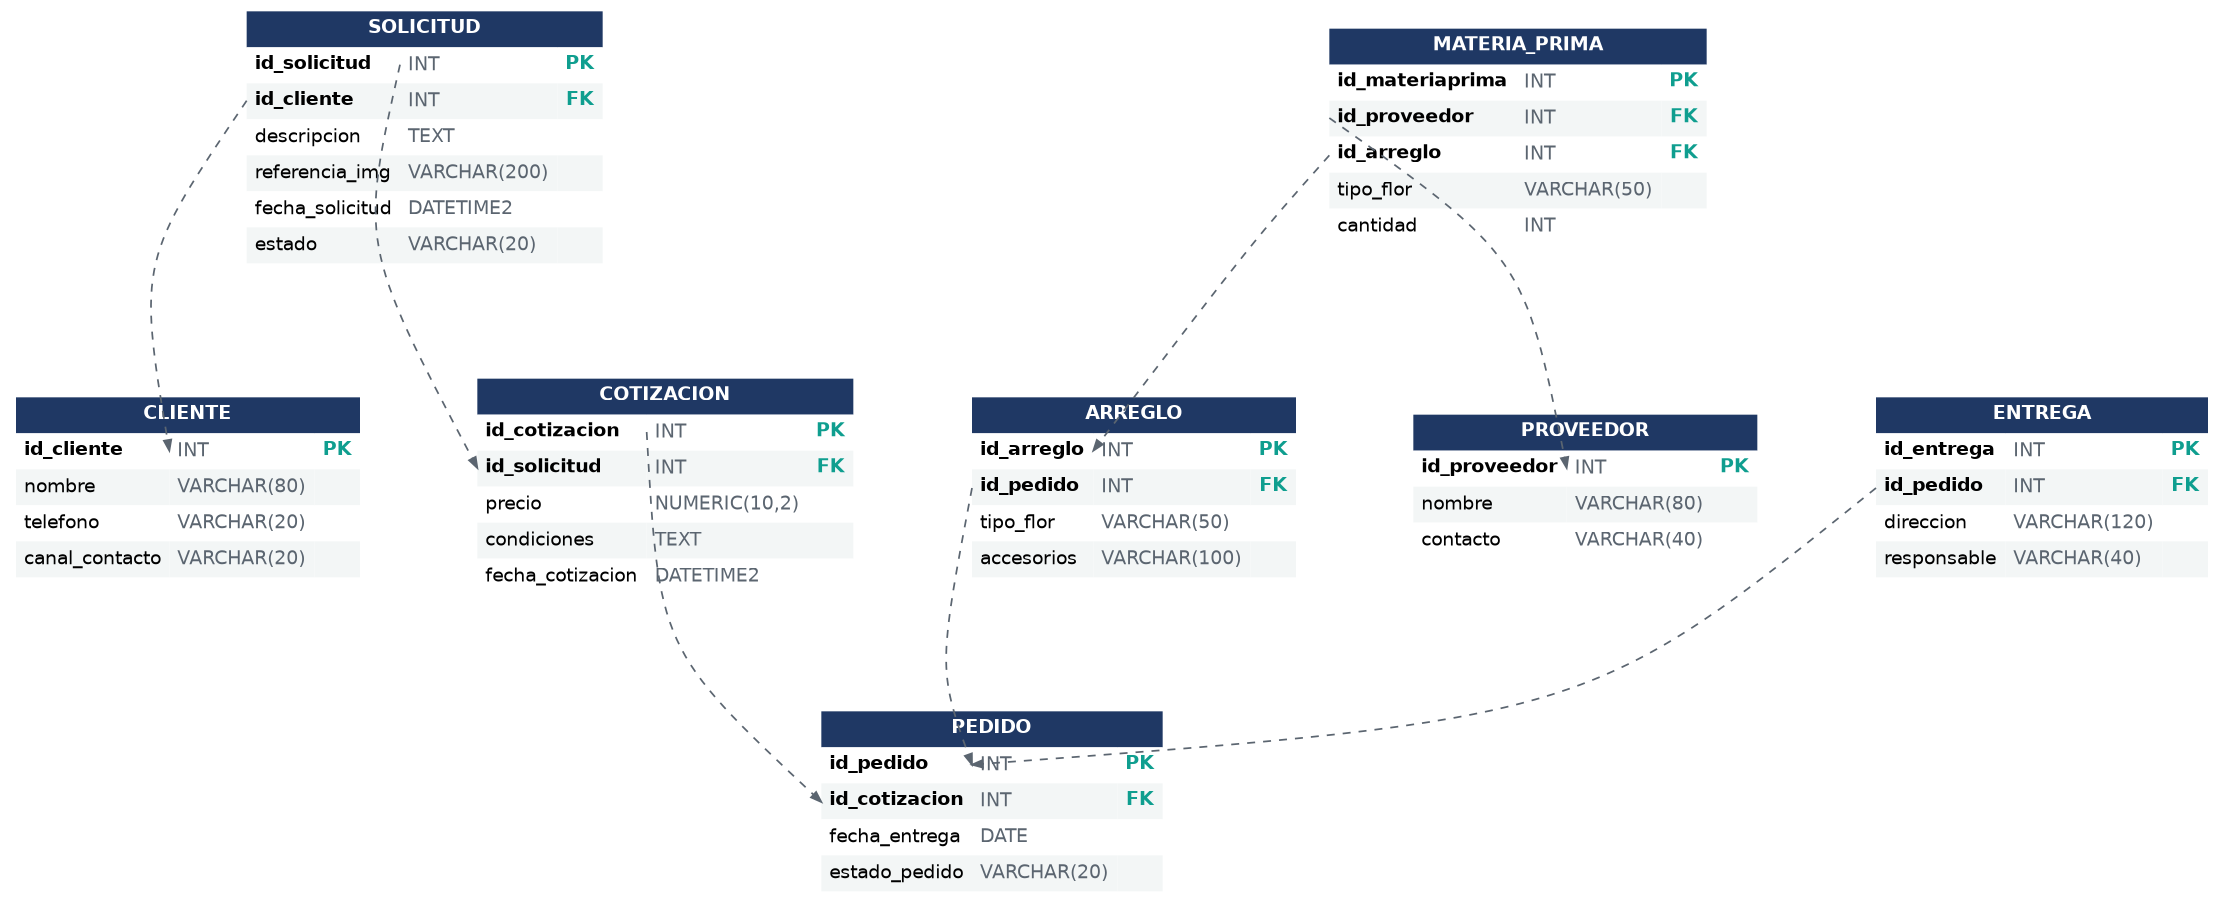 SOLICITUD
id_solicitud INT PK
id_cliente INT FK
descripcion TEXT
referencia_img VARCHAR(200)
fecha_solicitud DATETIME2
estado VARCHAR(20)
MATERIA_PRIMA
id_materiaprima INT PK
id_proveedor INT FK
id_arreglo INT FK
tipo_flor VARCHAR(50)
cantidad INT
CLIENTE
id_cliente INT PK
nombre VARCHAR(80)
telefono VARCHAR(20)
canal_contacto VARCHAR(20)
COTIZACION
id_cotizacion INT PK
id_solicitud INT FK
precio NUMERIC(10,2)
condiciones TEXT
fecha_cotizacion DATETIME2
ARREGLO
id_arreglo INT PK
id_pedido INT FK
tipo_flor VARCHAR(50)
accesorios VARCHAR(100)
PROVEEDOR
id_proveedor INT PK
nombre VARCHAR(80)
contacto VARCHAR(40)
ENTREGA
id_entrega INT PK
id_pedido INT FK
direccion VARCHAR(120)
responsable VARCHAR(40)
PEDIDO
id_pedido INT PK
id_cotizacion INT FK
fecha_entrega DATE
estado_pedido VARCHAR(20)